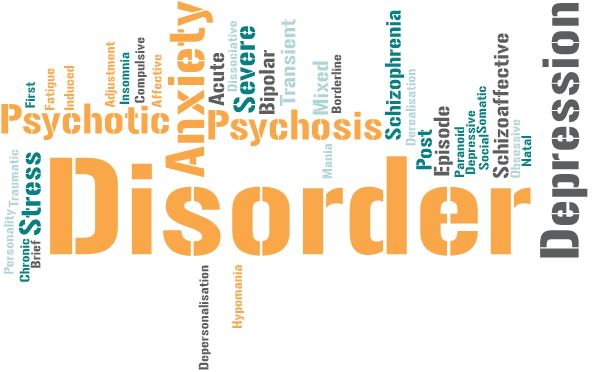 First
Fatigue
Induced
Adjustment
Insomnia
Compulsive
Affective
Anxiety
Acute
Dissociative
Severe
Bipolar
Transient
Mixed
Borderline
Schizophrenia
Derealisation
Psychotic
Psychosis
Mania
Post
Episode
Paranoid
Depressive
Social
Somatic
Schizoaffective
Obsessive
Natal
Depression
Personality
Traumatic
Chronic
Brief
Stress
Disorder
Depersonalisation
Hypomania